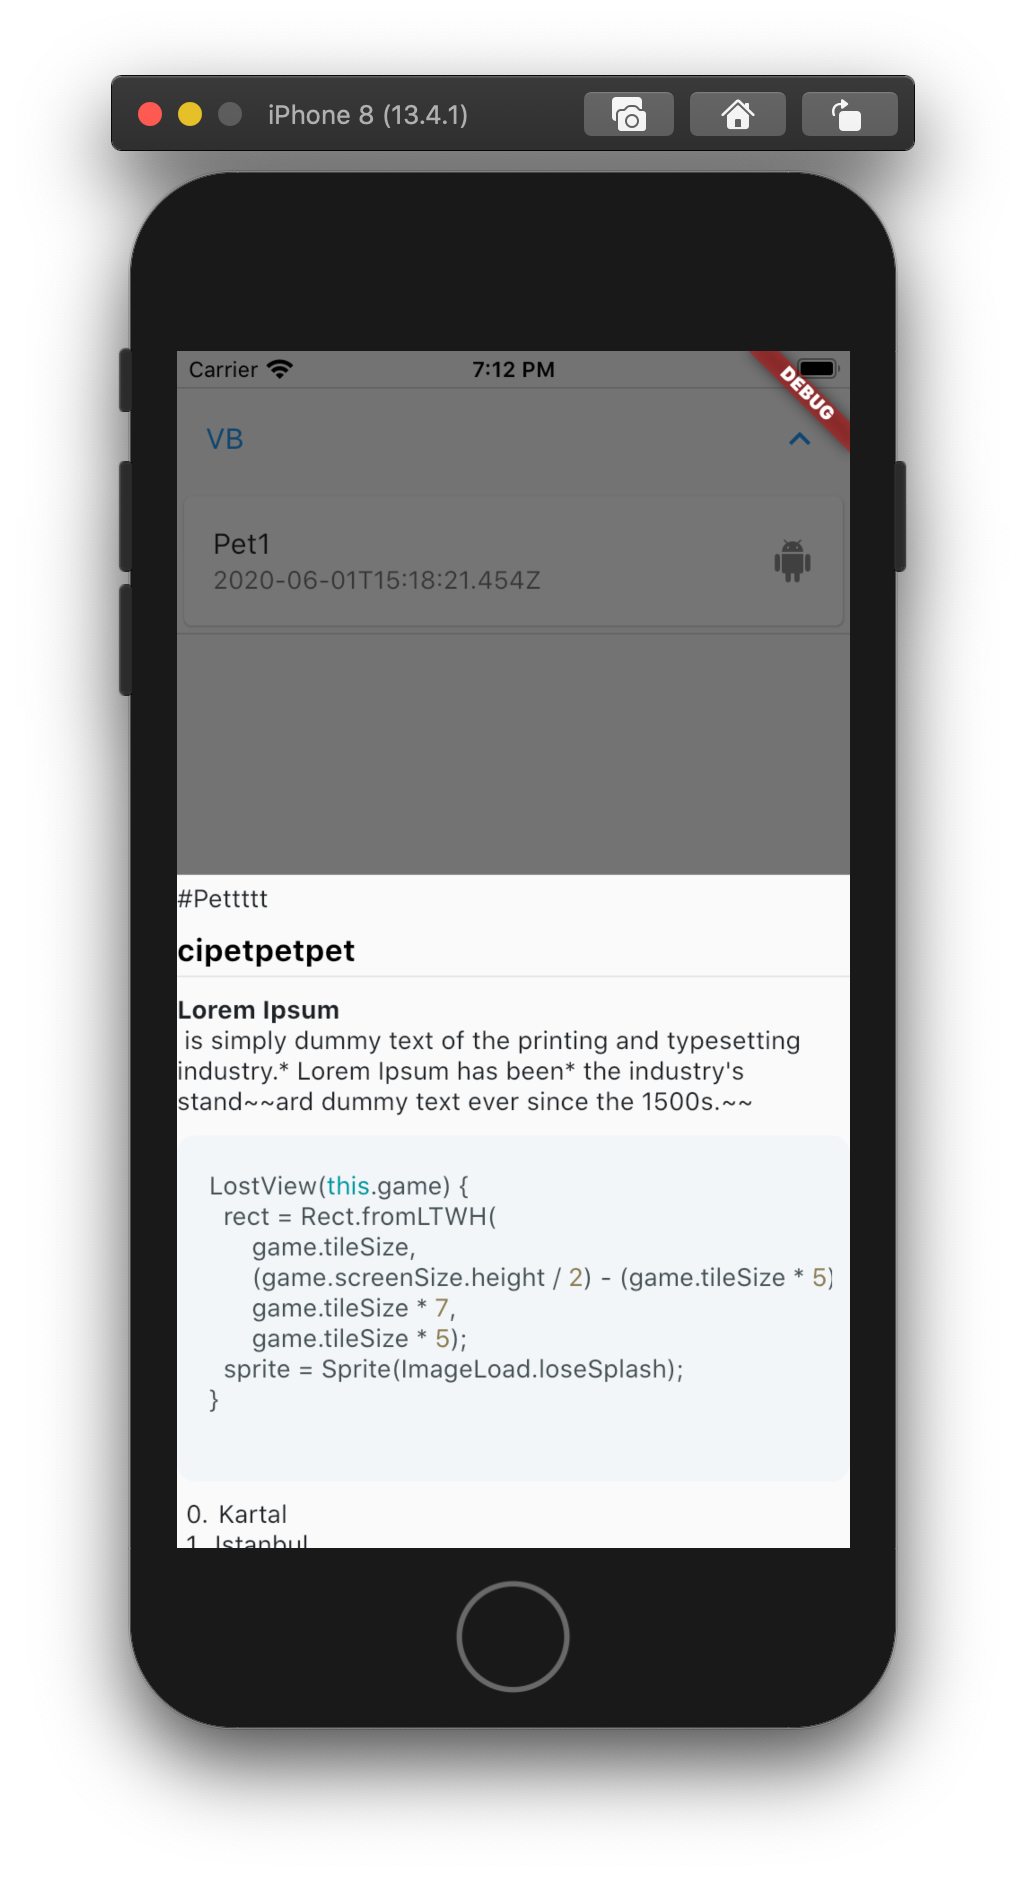 iPhone 8 (13.4.1)
Carrier 7:12 PM
DEBUG
VB
Pet1
2020-06-01T15:18:21.454Z
#Pettttt
cipetpetpet
Lorem Ipsum
is simply dummy text of the printing and typesetting
industry.* Lorem Ipsum has been* the industry's
stand~~ard dummy text ever since the 1500s.~~
LostView(this.game) {
rect = Rect.fromLTWH(
game.tileSize,
(game.screenSize.height / 2) - (game.tileSize * 5)
game.tileSize * 7,
game.tileSize * 5);
sprite = Sprite(ImageLoad.loseSplash);
}
0. Kartal
1. Istanbul